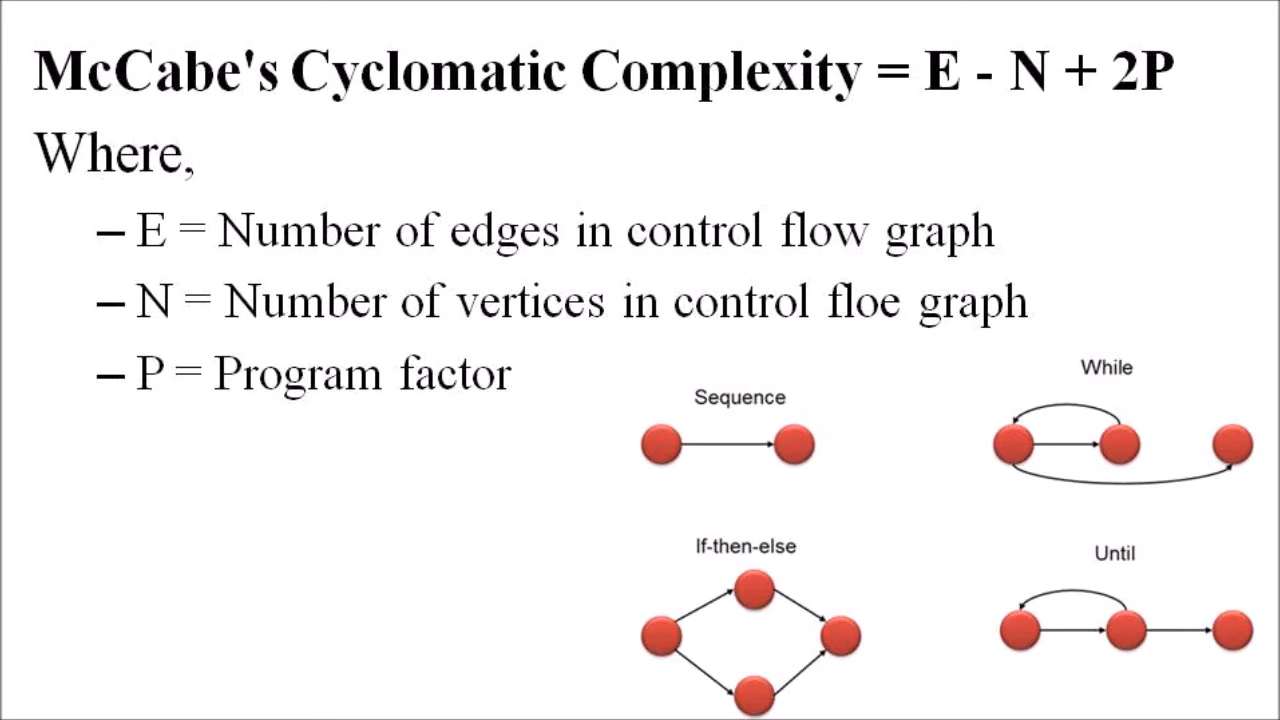 McCabe's Cyclomatic Complexity = E - N + 2P
Where,
– E = Number of edges in control flow graph
– N = Number of vertices in control floe graph
– P = Program factor
Sequence
While
If-then-else
Until